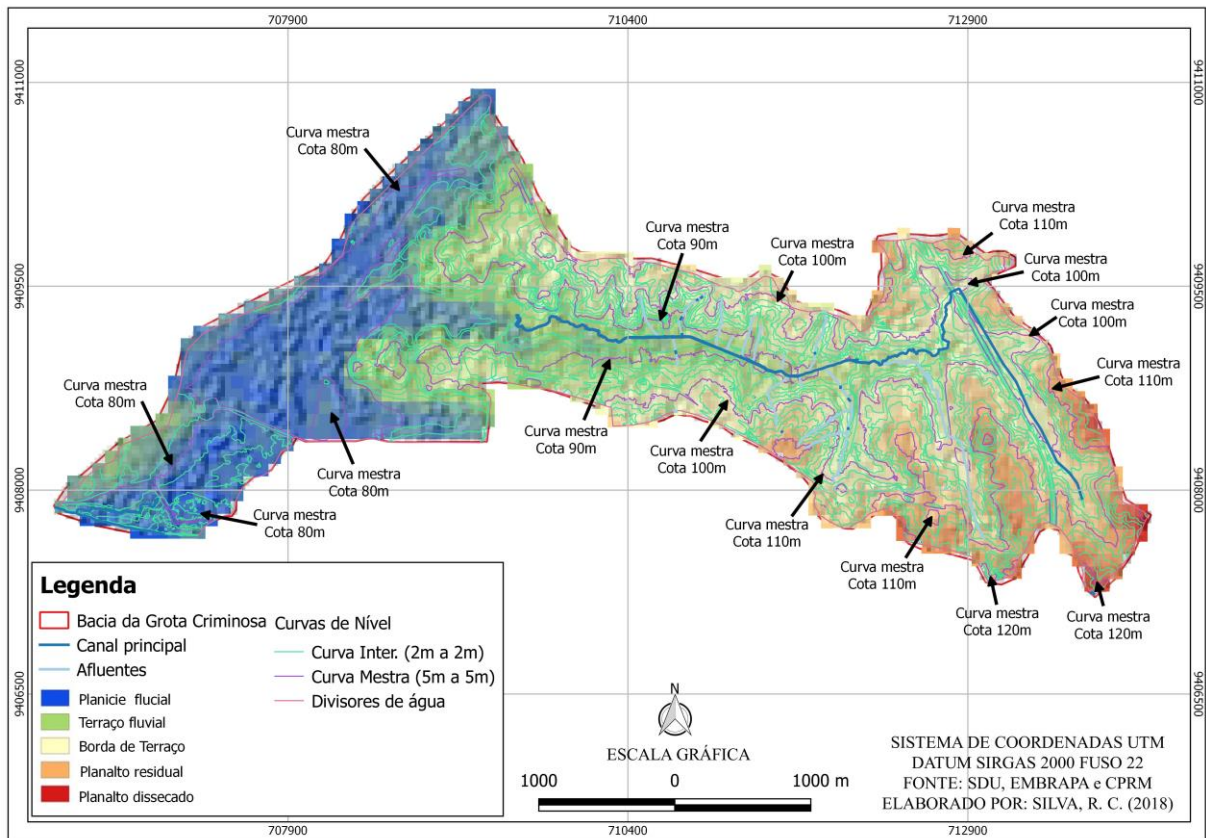 707900
710400
712900
9411000
9411000
Curva mestra
Cota 80m
Curva mestra
Cota 90m
Curva mestra
Cota 100m
Curva mestra
Cota 110m
Curva mestra
Cota 100m
9409500
9409500
Curva mestra
Cota 100m
Curva mestra
Cota 110m
Curva mestra
Cota 80m
Curva mestra
Cota 90m
Curva mestra
Cota 100m
Curva mestra
Cota 80m
9408000
9408000
Curva mestra
Cota 80m
Curva mestra
Cota 110m
Curva mestra
Cota 110m
Curva mestra
Cota 120m
Curva mestra
Cota 120m
Legenda
Bacia da Grota Criminosa
Canal principal
Afluentes
Planicie flucial
Terraço fluvial
Borda de Terraço
Planalto residual
Planalto dissecado
Curvas de Nível
Curva Inter. (2m a 2m)
Curva Mestra (5m a 5m)
Divisores de água
9406500
9406500
N
ESCALA GRÁFICA
1000
0
1000 m
SISTEMA DE COORDENADAS UTM
DATUM SIRGAS 2000 FUSO 22
FONTE: SDU, EMBRAPA e CPRM
ELABORADO POR: SILVA, R. C. (2018)
707900
710400
712900